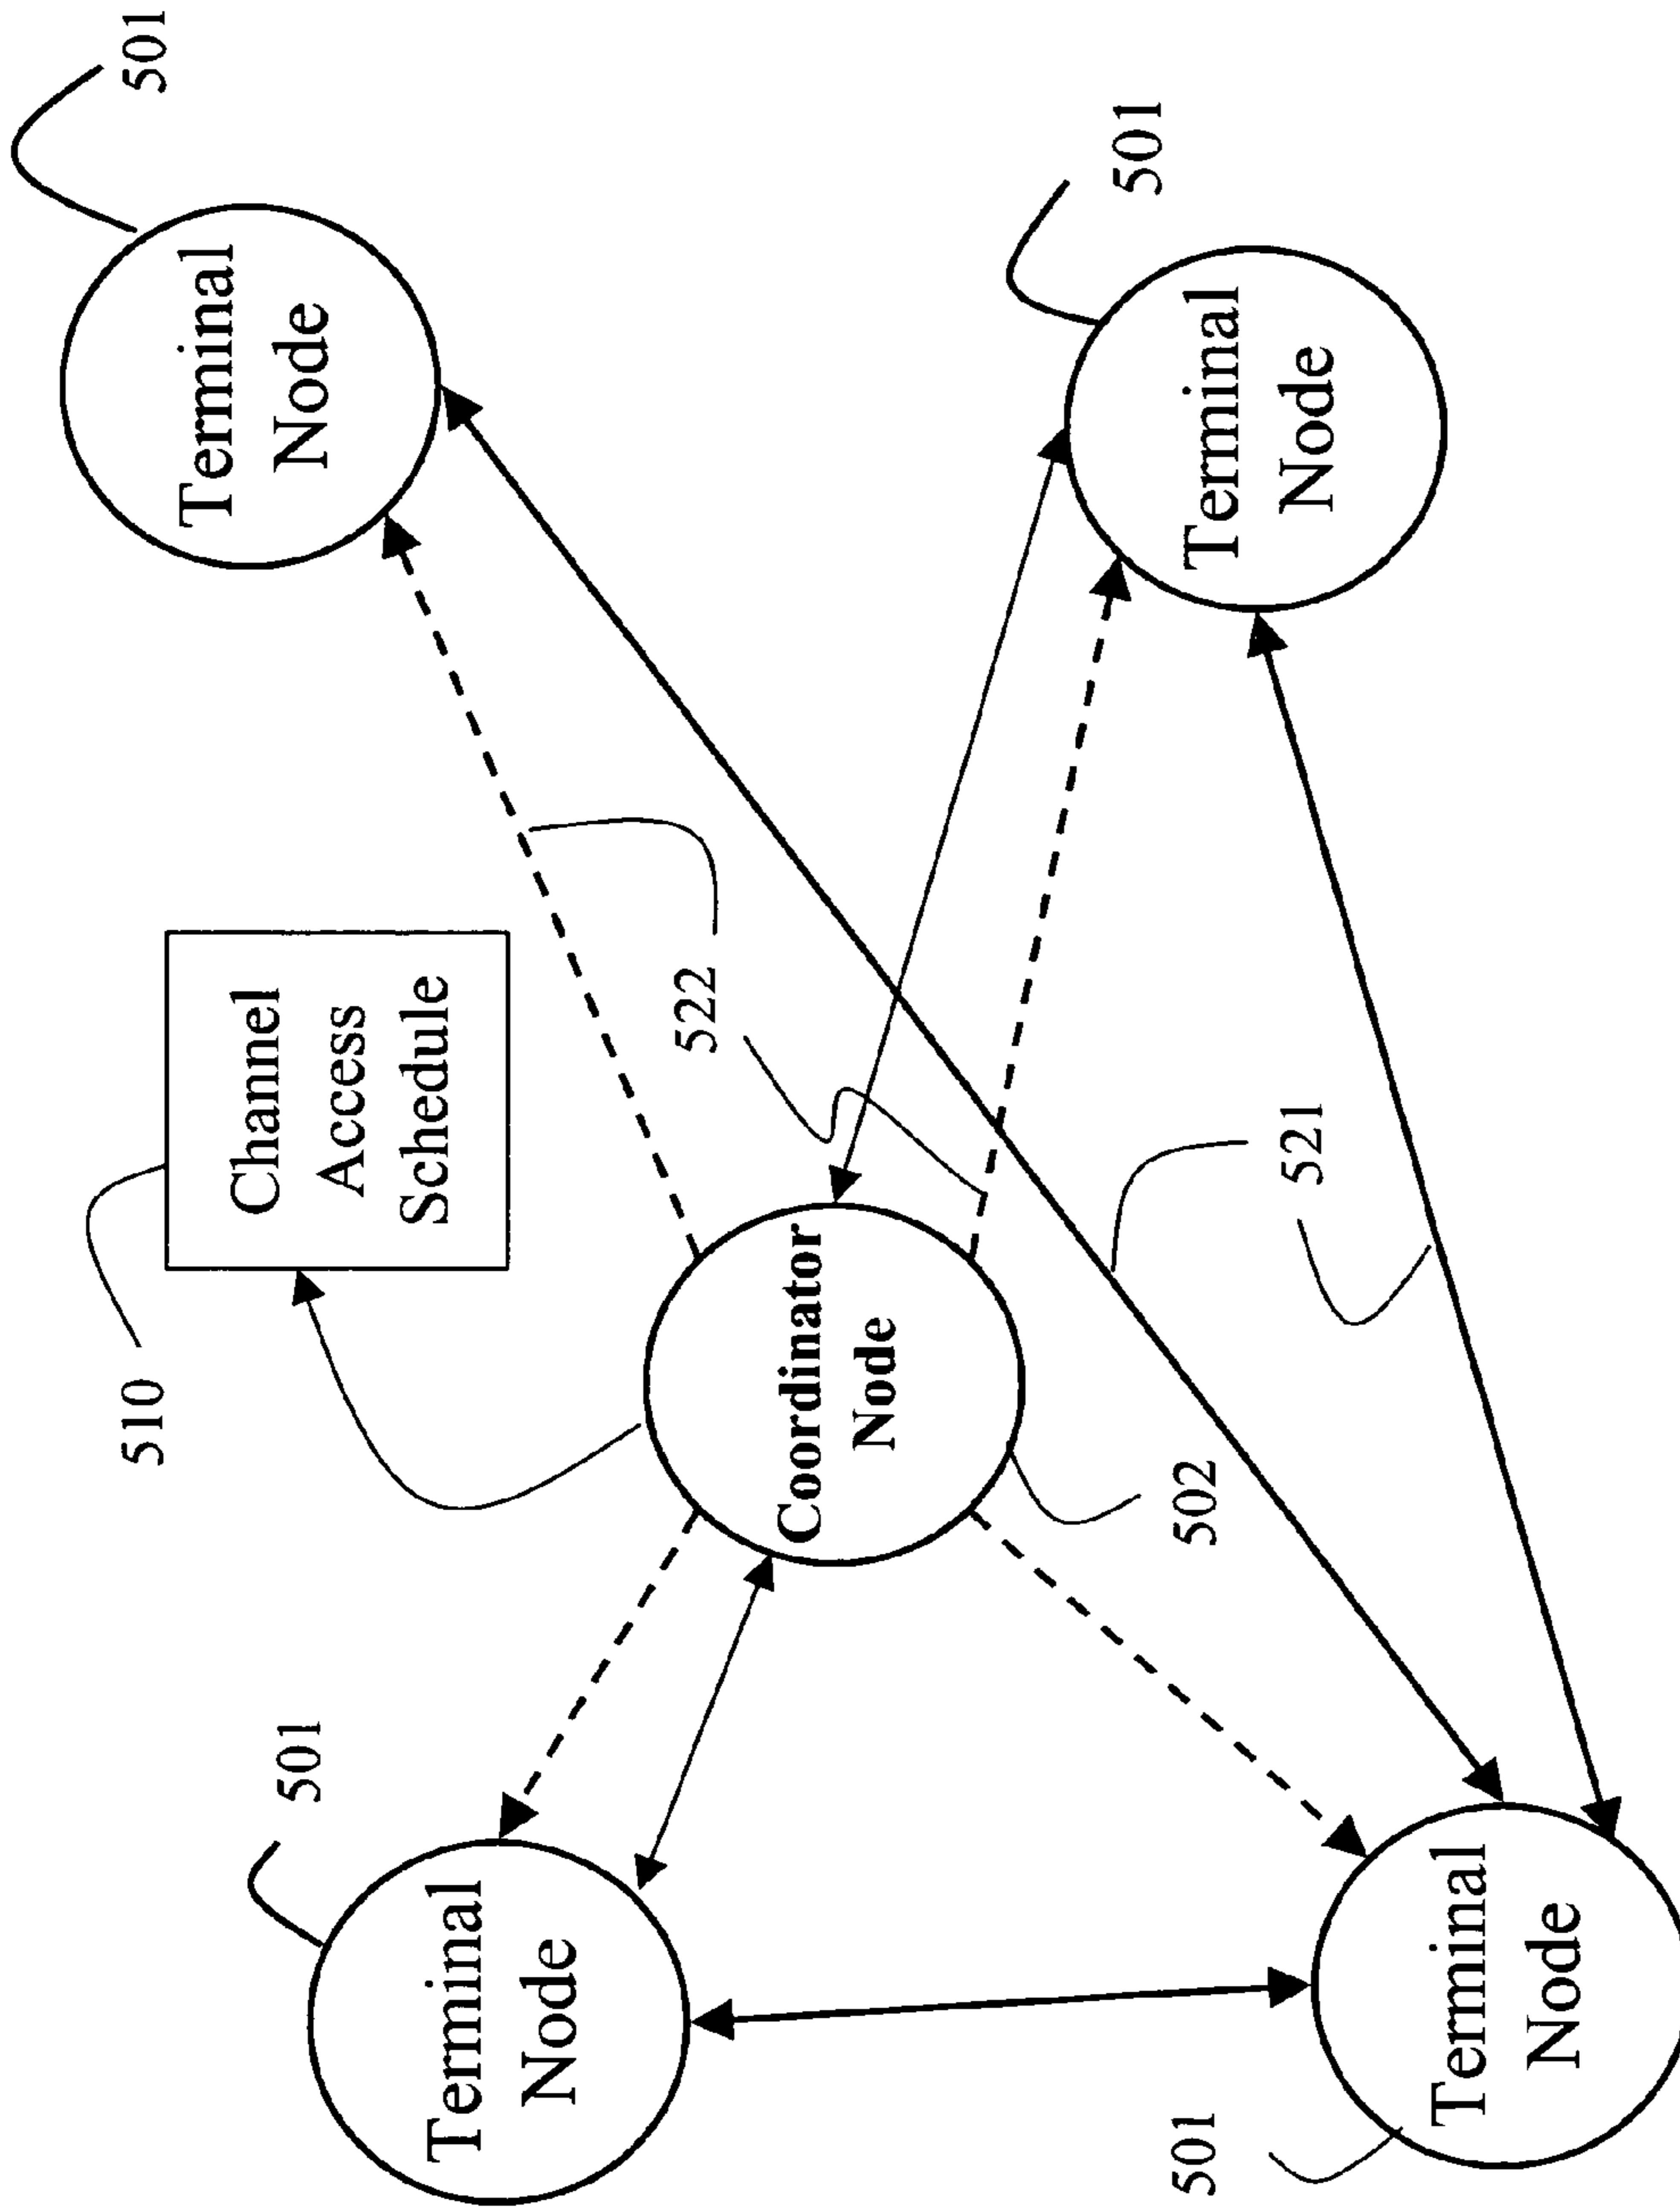 501
Terminal
Node
510
Channel
Access
Schedule
501
Terminal
Node
522
Coordinator
Node
502
501
Terminal
Node
521
501
Terminal
Node